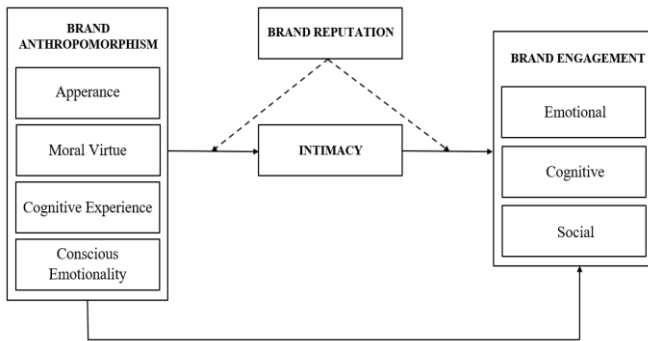 BRAND
ANTHROPOMORPHISM
Apperance
Moral Virtue
Cognitive Experience
Conscious
Emotionality
BRAND REPUTATION
INTIMACY
BRAND ENGAGEMENT
Emotional
Cognitive
Social